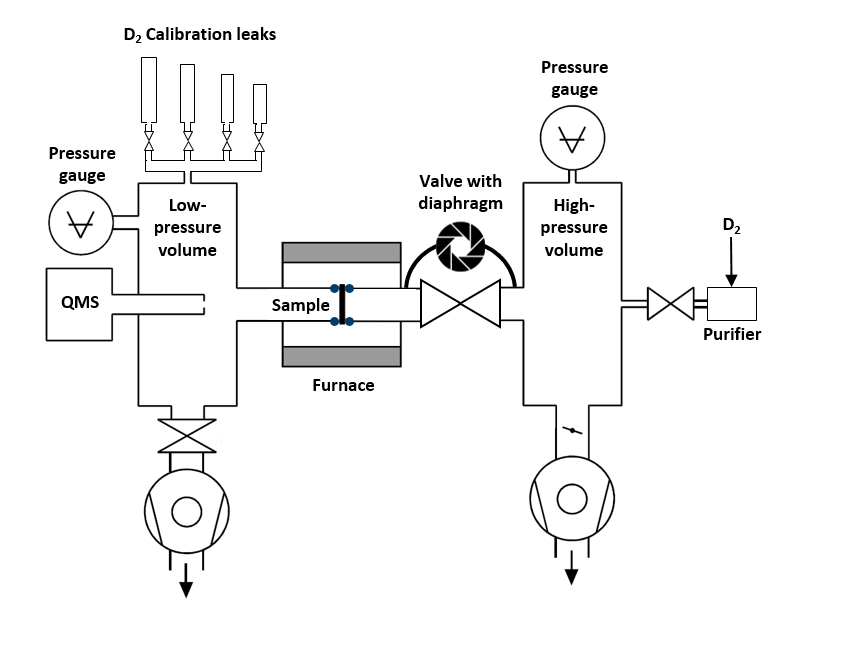 D₂ Calibration leaks
Pressure
gauge
Pressure
gauge
Valve with
diaphragm
Low-
pressure
volume
High-
pressure
volume
D₂
QMS
Sample
Purifier
Furnace